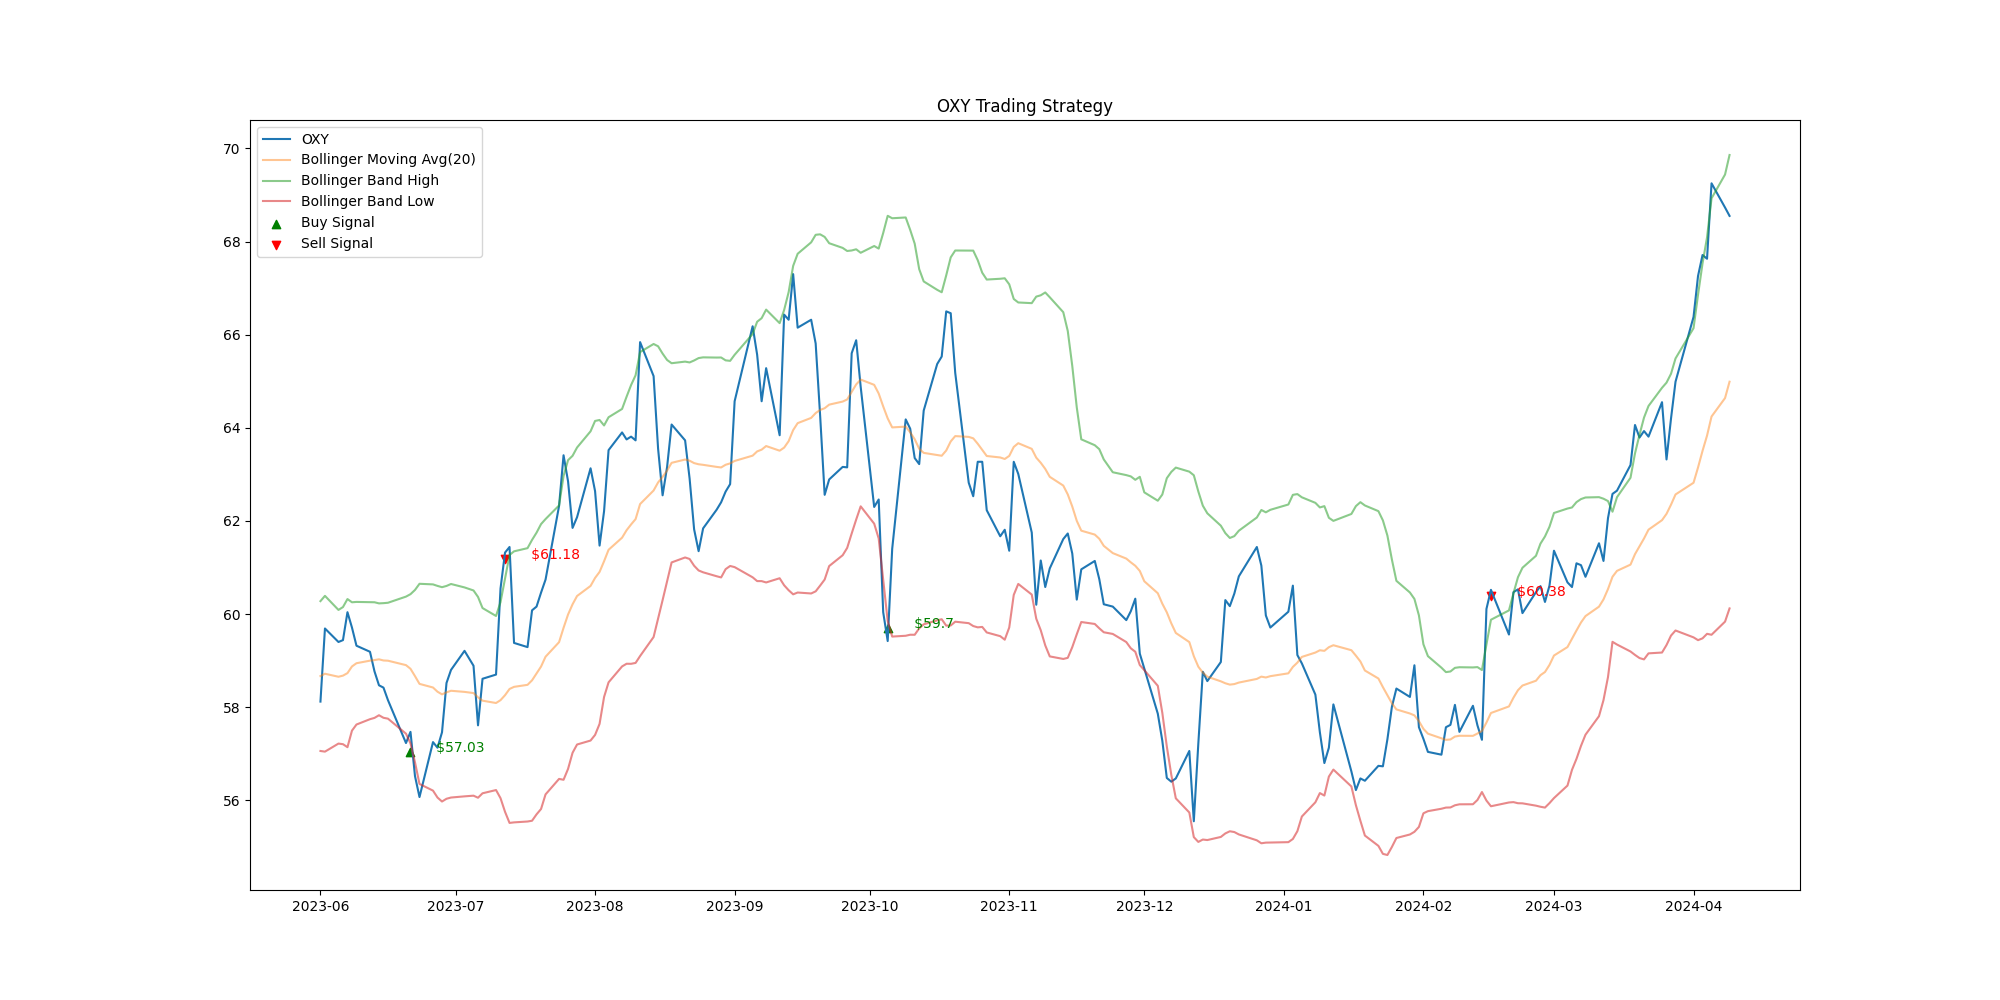 OXY Trading Strategy
OXY
Bollinger Moving Avg(20)
Bollinger Band High
Bollinger Band Low
Buy Signal
Sell Signal
70
68
66
64
62
60
58
56
$61.18
$57.03
$59.7
$60.38
2023-06 2023-07 2023-08 2023-09 2023-10 2023-11 2023-12 2024-01 2024-02 2024-03 2024-04